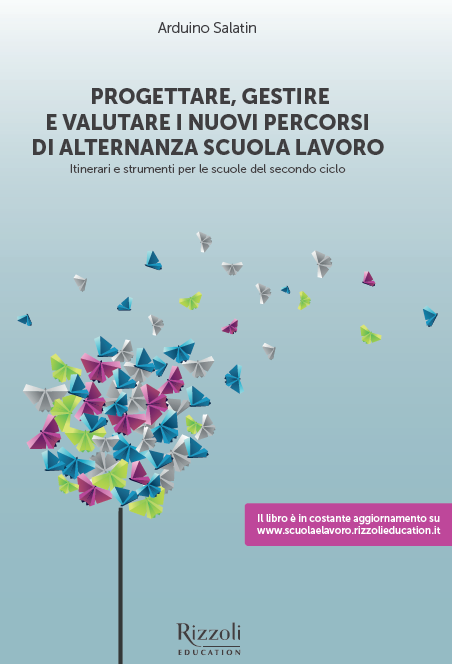 Arduino Salatin
PROGETTARE, GESTIRE
E VALUTARE I NUOVI PERCORSI
DI ALTERNANZA SCUOLA LAVORO
Itinerari e strumenti per le scuole del secondo ciclo
Il libro è in costante aggiornamento su
www.scuolaelavoro.rizzolieducation.it
Rizzoli
EDUCATION